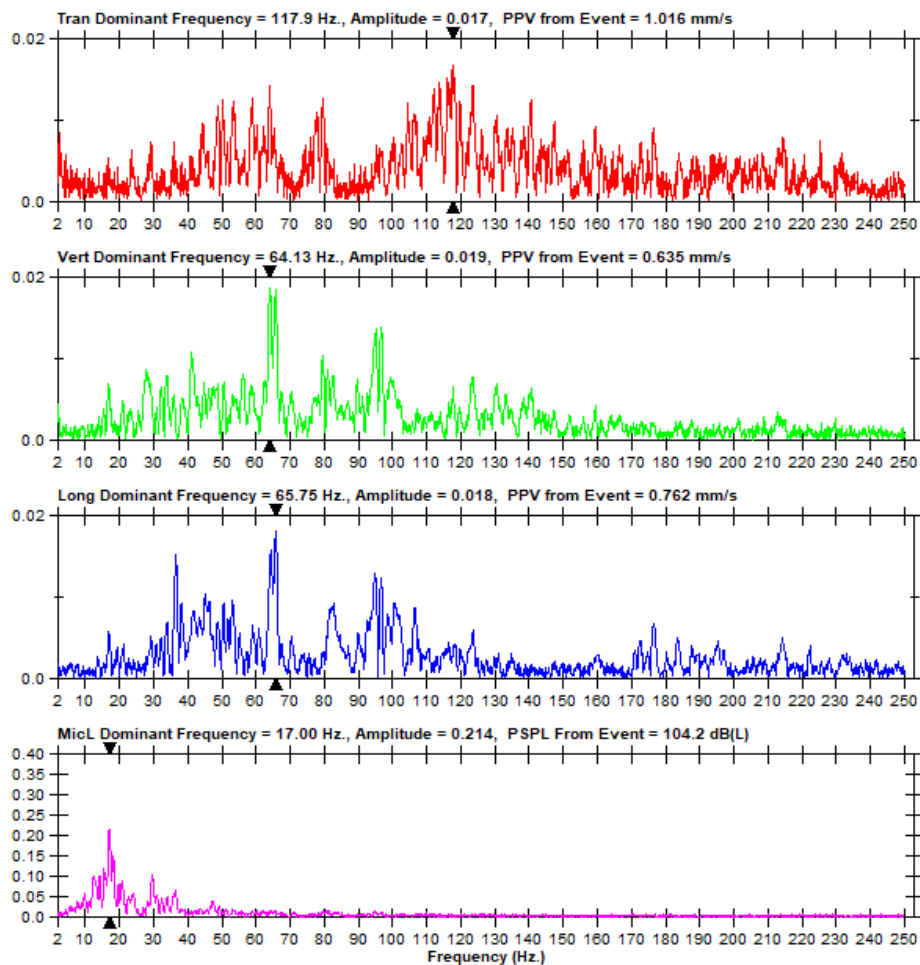 Tran Dominant Frequency = 117.9 Hz., Amplitude = 0.017, PPV from Event = 1.016 mm/s
0.02
0.0
2 10 20 30 40 50 60 70 80 90 100 110 120 130 140 150 160 170 180 190 200 210 220 230 250
Vert Dominant Frequency = 64.13 Hz., Amplitude = 0.019, PPV from Event = 0.635 mm/s
0.02
0.0
2 10 20 30 40 50 60 70 80 90 100 110 120 130 140 150 160 170 180 190 200 210 220 230 250
Long Dominant Frequency = 65.75 Hz., Amplitude = 0.018, PPV from Event = 0.762 mm/s
0.02
0.0
2 10 20 30 40 50 60 70 80 90 100 110 120 130 140 150 160 170 180 190 200 210 220 230 250
MicL Dominant Frequency = 17.00 Hz., Amplitude = 0.214, PSPL From Event = 104.2 dB(L)
0.40
0.35
0.30
0.25
0.20
0.15
0.10
0.05
0.0
2 10 20 30 40 50 60 70 80 90 100 110 120 130 140 150 160 170 180 190 200 210 220 230 250
Frequency (Hz.)